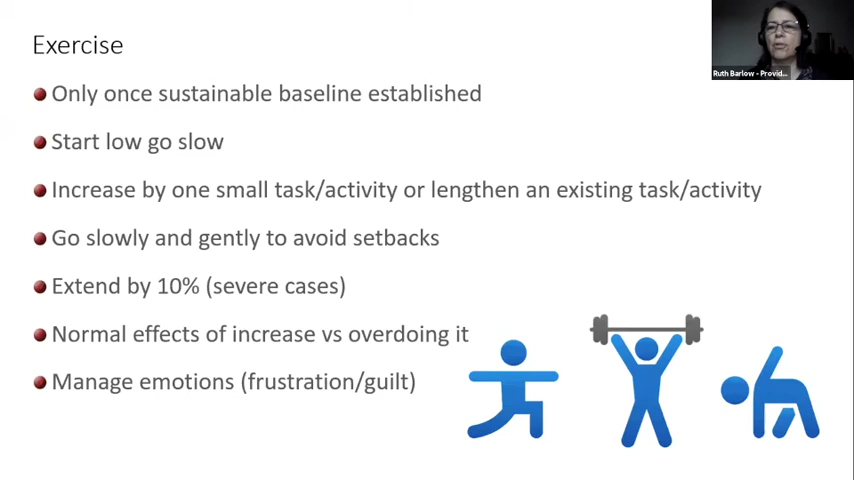 Exercise
Ruth Barlow - Provid...
Only once sustainable baseline established
Start low go slow
Increase by one small task/activity or lengthen an existing task/activity
Go slowly and gently to avoid setbacks
Extend by 10% (severe cases)
Normal effects of increase vs overdoing it
Manage emotions (frustration/guilt)